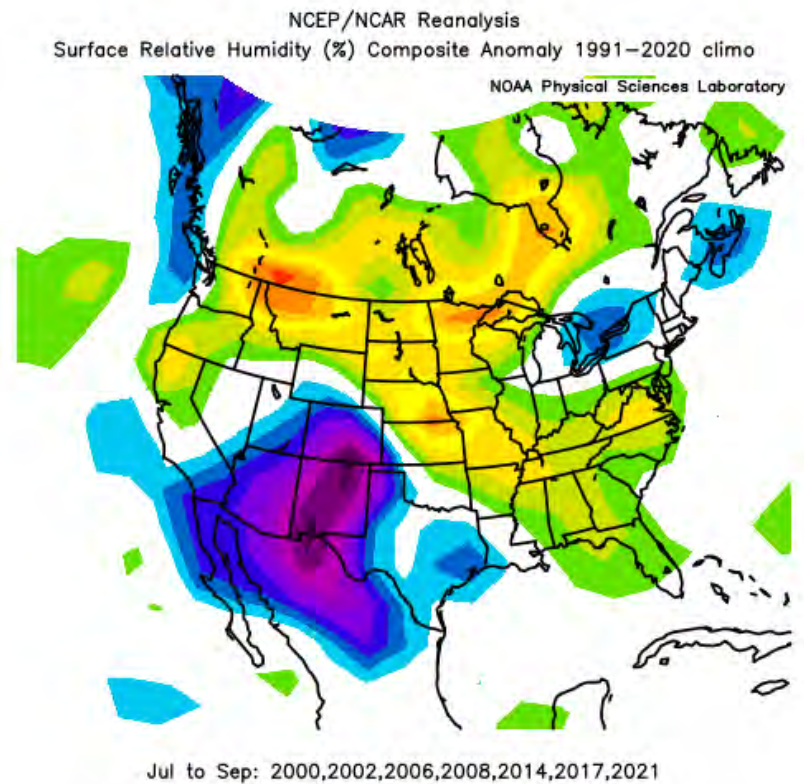 NCEP/NCAR Reanalysis
Surface Relative Humidity (%) Composite Anomaly 1991-2020 climo
NOAA Physical Sciences Laboratory
Jul to Sep: 2000,2002,2006,2008,2014,2017,2021